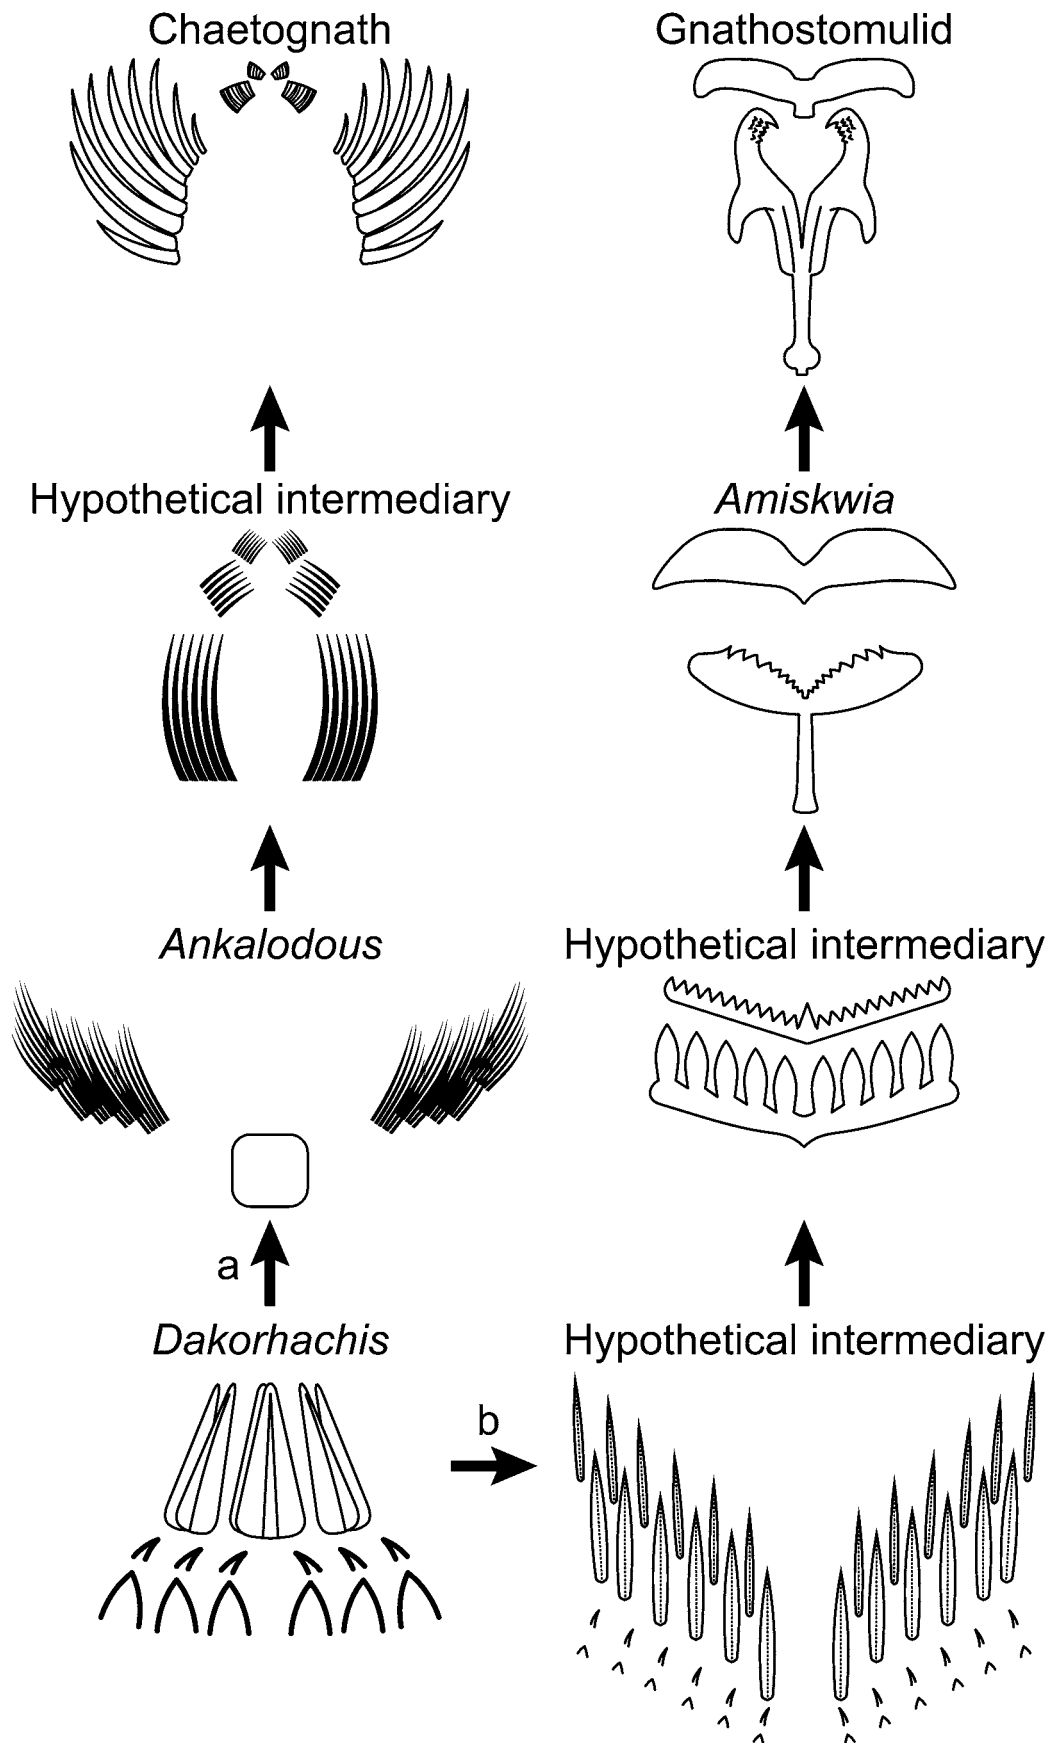 Chaetognath
Gnathostomulid
Hypothetical intermediary
Amiskwia
Ankalodous
Hypothetical intermediary
a
Dakorhachis
Hypothetical intermediary
b